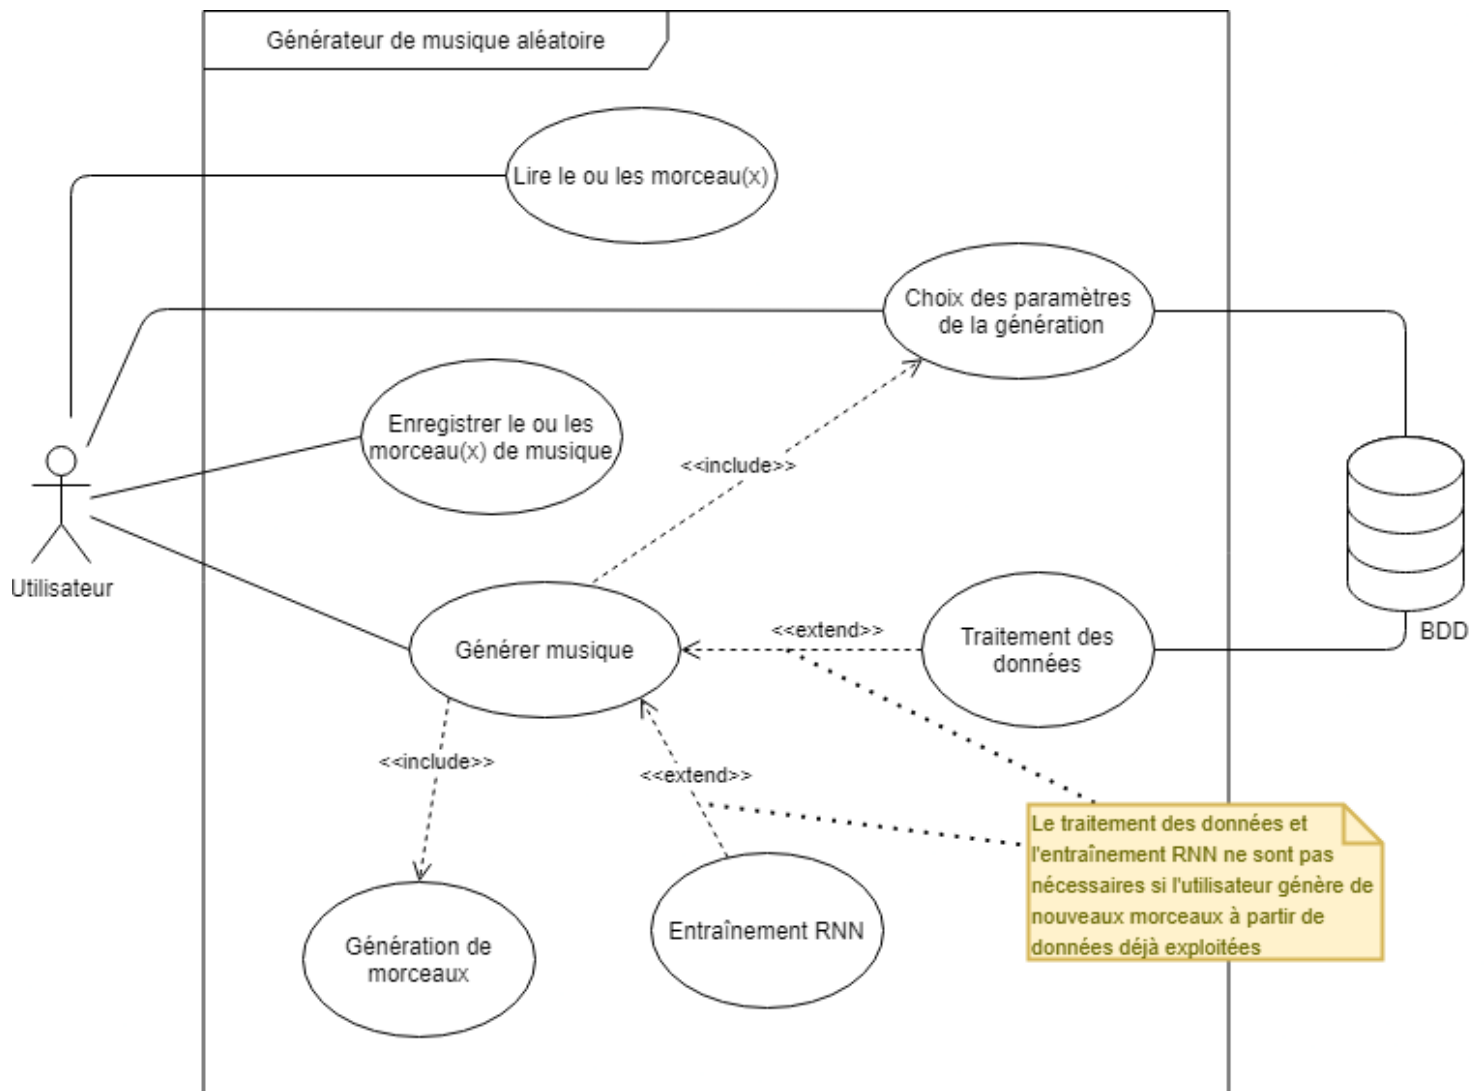 Générateur de musique aléatoire
Lire le ou les morceau(x)
Choix des paramètres
de la génération
Enregistrer le ou les
morceau(x) de musique
<<include>>
Utilisateur
Générer musique
<<extend>>
Traitement des
données
BDD
<<include>>
<<extend>>
Le traitement des données et
l'entraînement RNN ne sont pas
nécessaires si l'utilisateur génère de
nouveaux morceaux à partir de
données déjà exploitées
Entraînement RNN
Génération de
morceaux